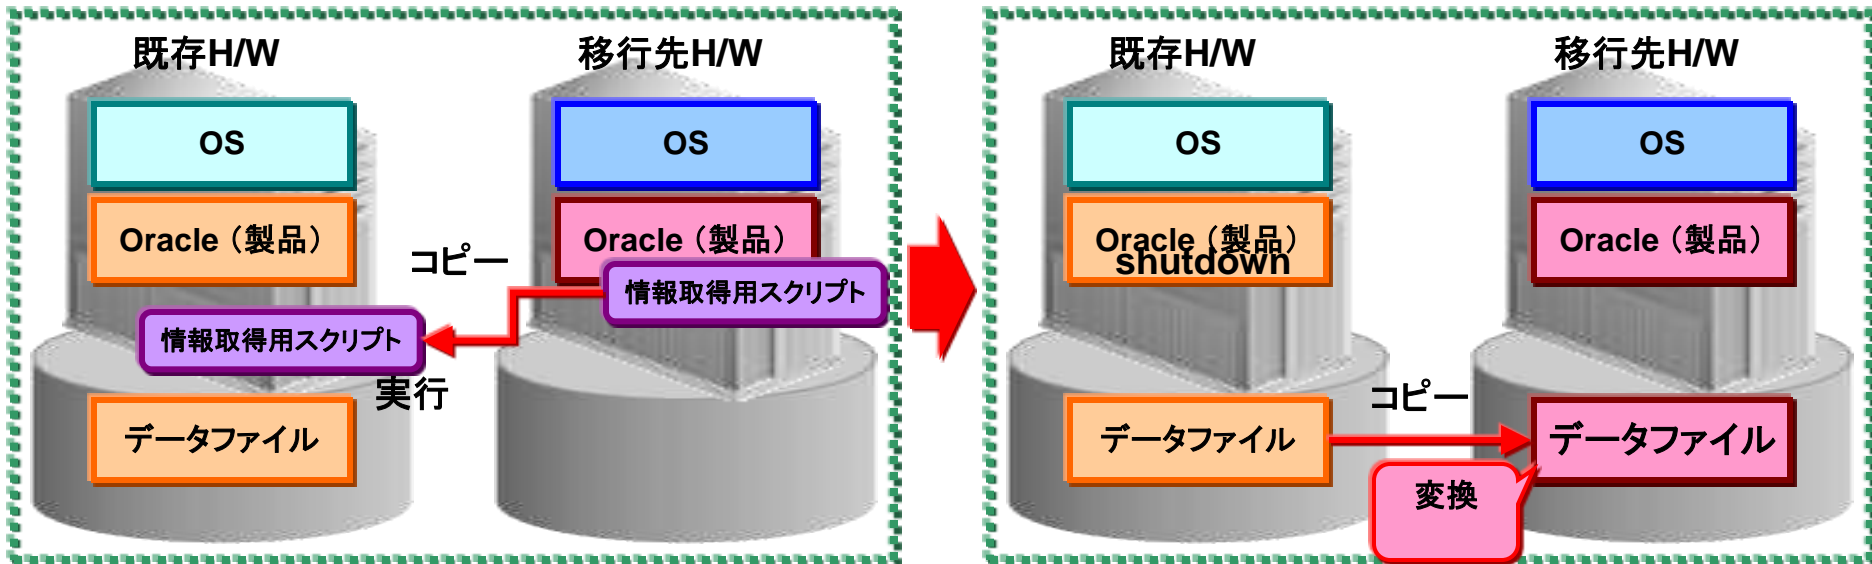 既存H/W
移行先H/W
OS
OS
Oracle（製品）
Oracle（製品）
コピー
情報取得用スクリプト
情報取得用スクリプト
実行
データファイル
既存H/W
移行先H/W
OS
OS
Oracle（製品）
shutdown
Oracle（製品）
コピー
データファイル
データファイル
変換